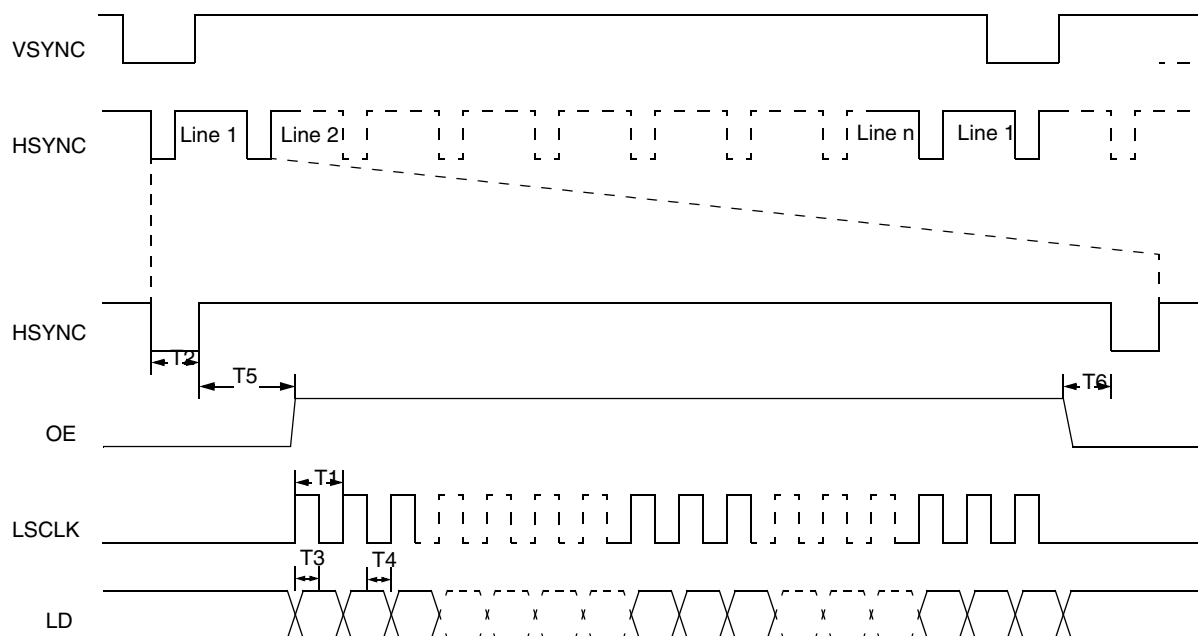 VSYNC
HSYNC
Line 1
Line 2
Line n
Line 1
HSYNC
T2
T5
T6
OE
T1
LSCLK
T3
T4
LD